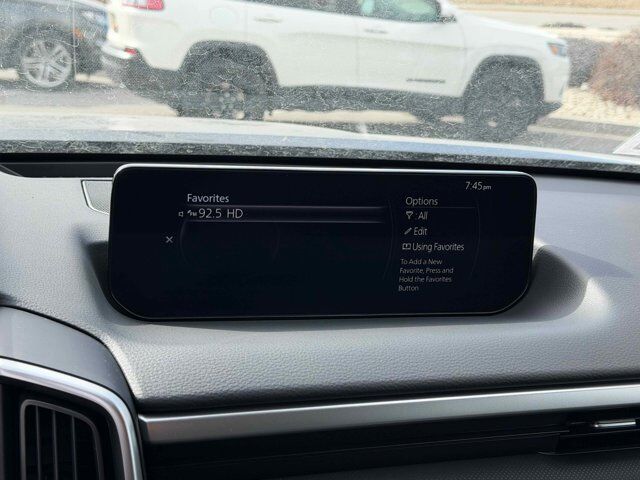 7:45pm
Favorites
FM 92.5 HD
Options
: All
Edit
Using Favorites
To Add a New
Favorite, Press and
Hold the Favorites
Button